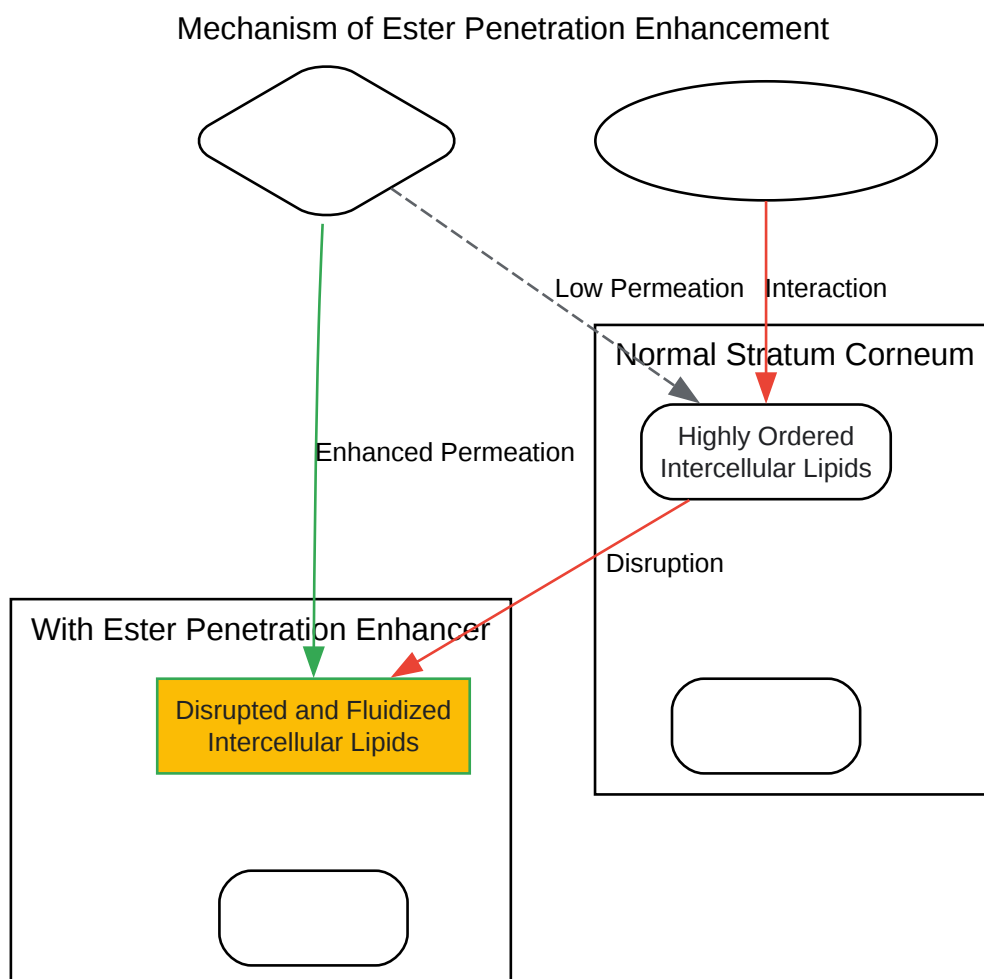 Mechanism of Ester Penetration Enhancement
Low Permeation
Interaction
Normal Stratum Corneum
Highly Ordered
Intercellular Lipids
Enhanced Permeation
Disruption
With Ester Penetration Enhancer
Disrupted and Fluidized
Intercellular Lipids